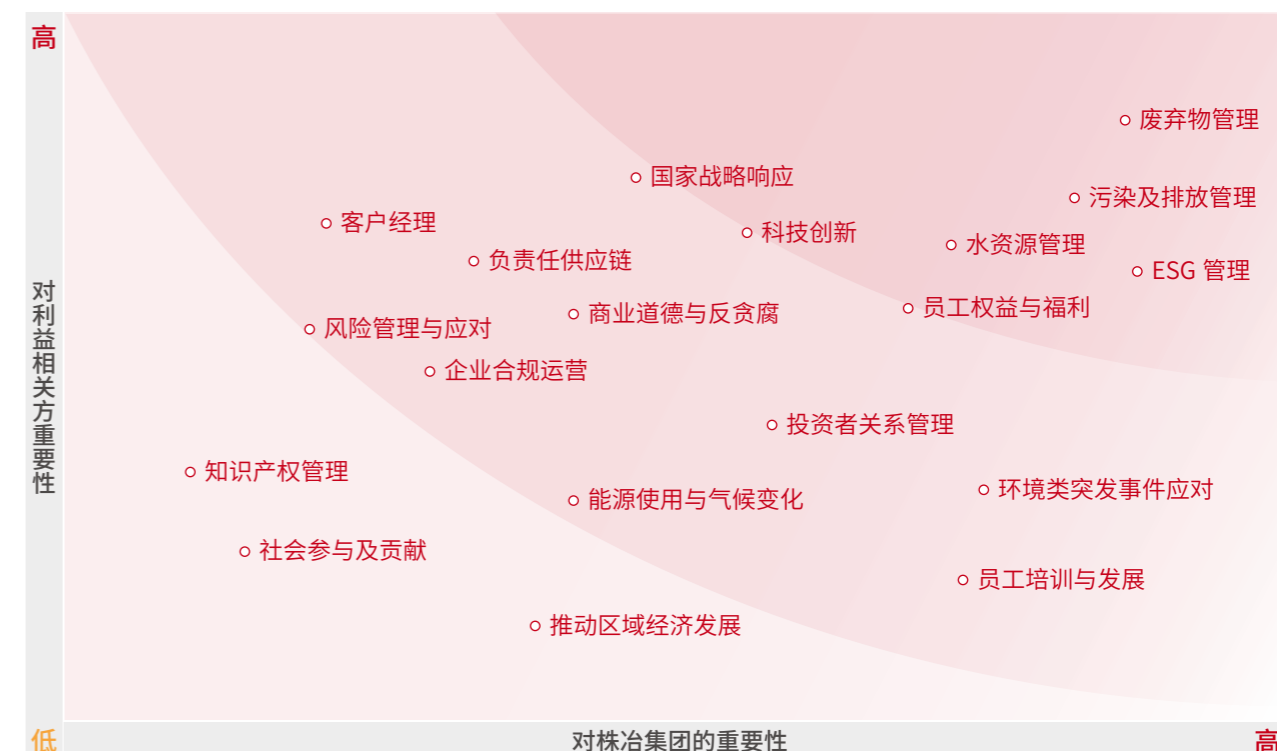 高
废弃物管理
国家战略响应
污染及排放管理
客户经理
科技创新
水资源管理
负责任供应链
ESG 管理
商业道德与反贪腐
员工权益与福利
风险管理与应对
企业合规运营
对利益相关方重要性
投资者关系管理
知识产权管理
环境类突发事件应对
能源使用与气候变化
社会参与及贡献
员工培训与发展
推动区域经济发展
低
对株冶集团的重要性
高